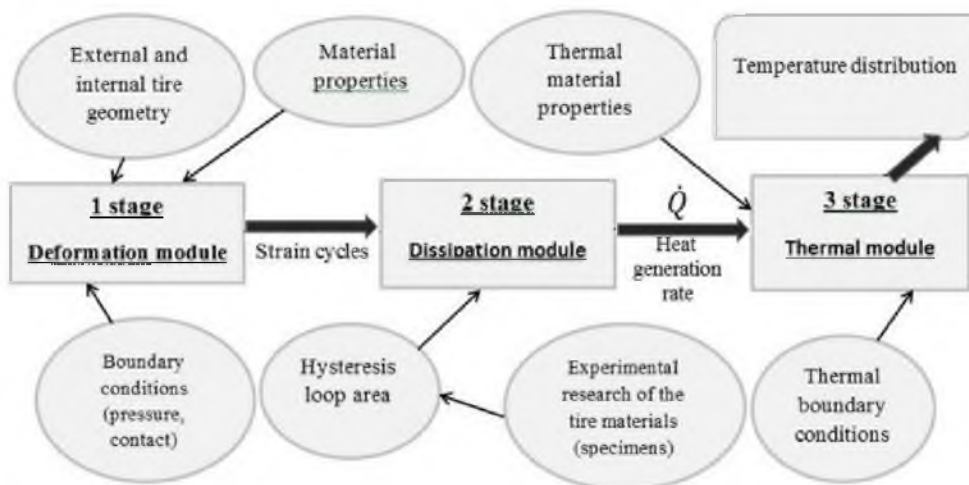 External and
internal tire
geometry
Material
properties
Thermal
material
properties
Temperature distribution
1 stage
Deformation module
Strain cycles
2 stage
Dissipation module
Q̇
Heat
generation
rate
3 stage
Thermal module
Boundary
conditions
(pressure,
contact)
Hysteresis
loop area
Experimental
research of the
tire materials
(specimens)
Thermal
boundary
conditions